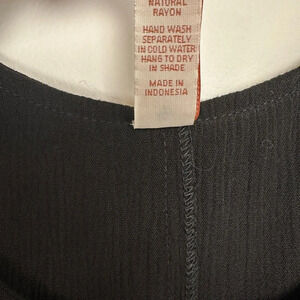 NATURAL
RAYON
HAND WASH
SEPARATELY
IN COLD WATER
HANG TO DRY
IN SHADE
MADE IN
INDONESIA